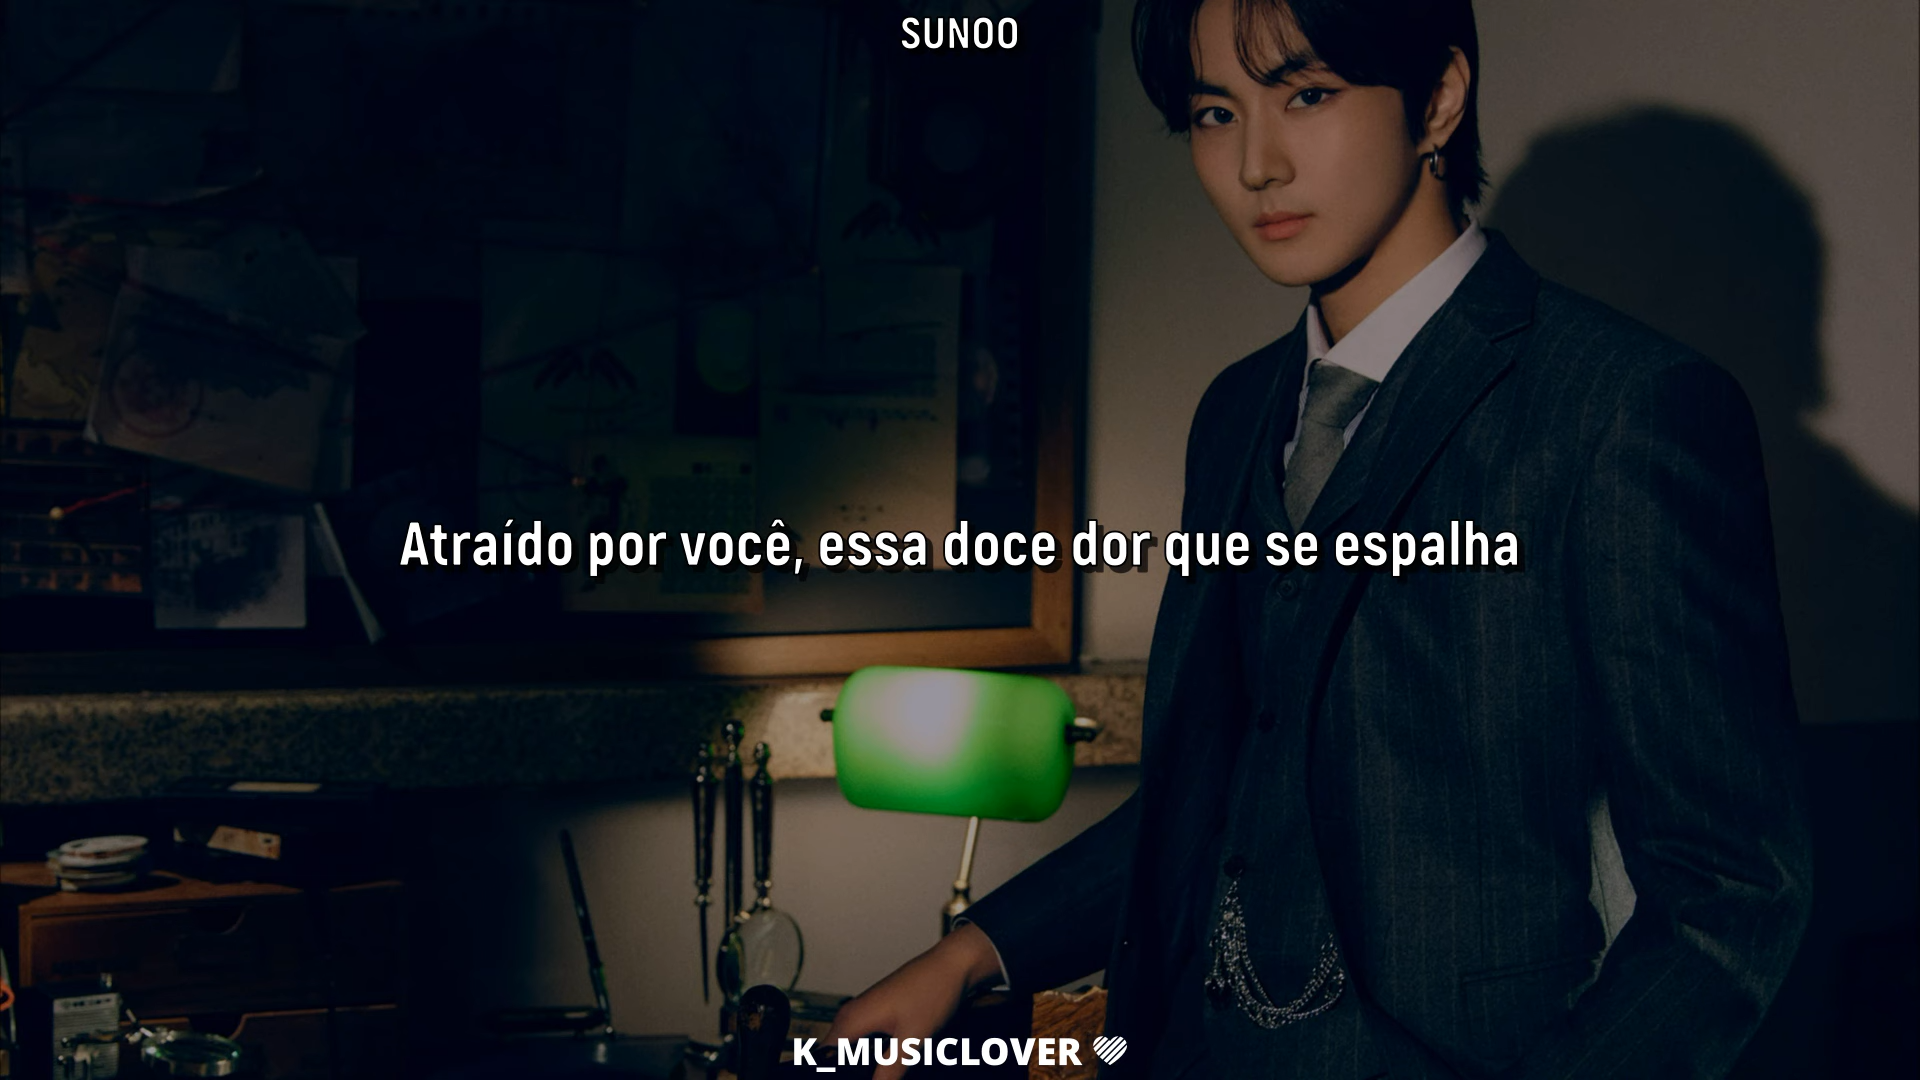 SUNOO
Atraído por você, essa doce dor que se espalha
K_MUSICLOVER